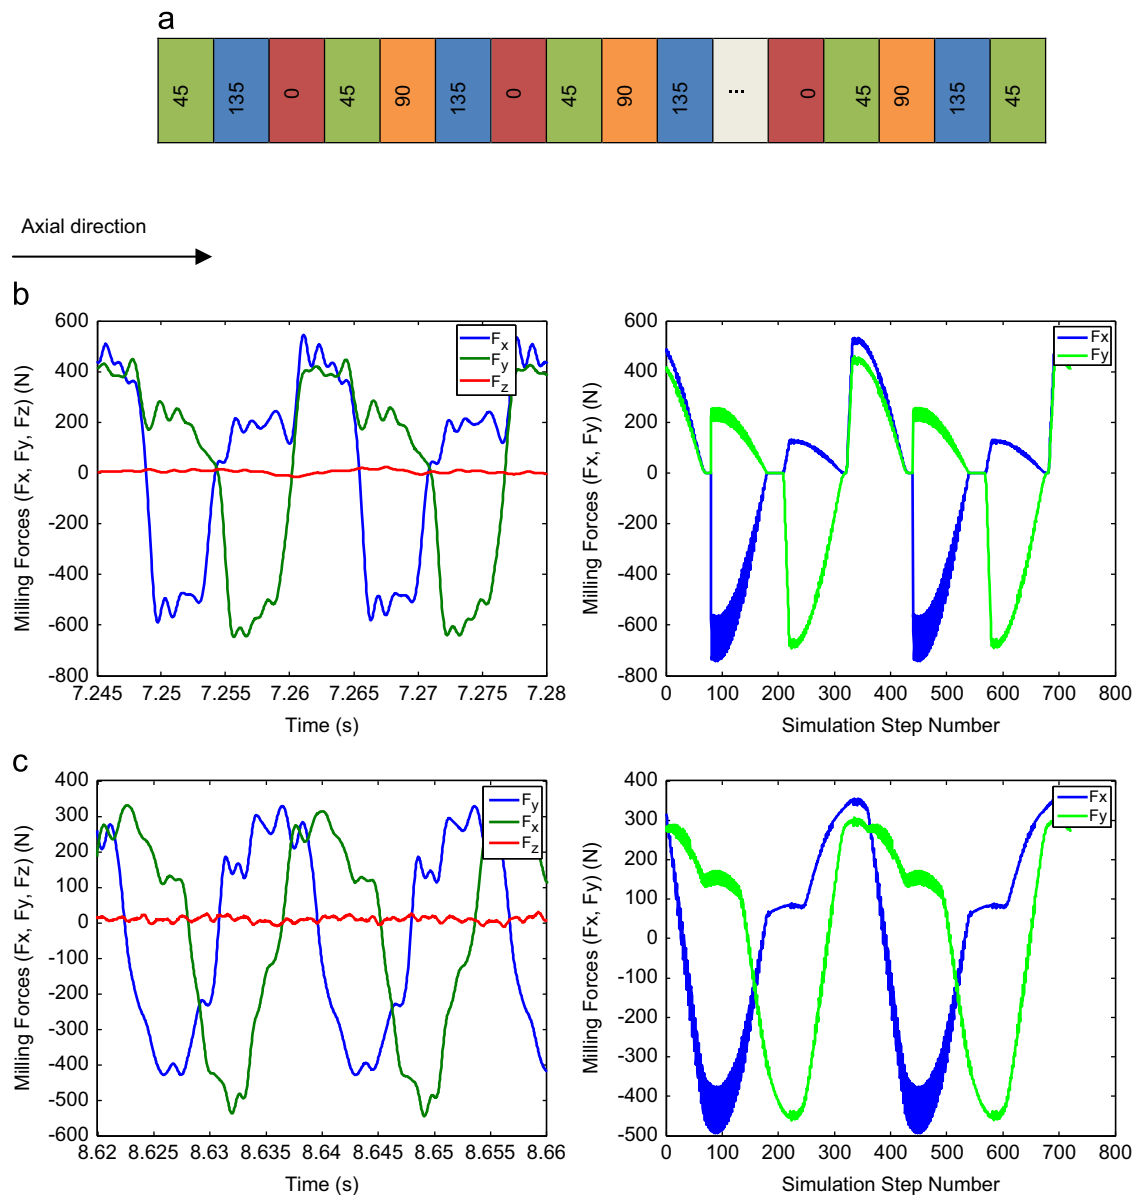 a
45 135 0 45 90 135 0 45 90 135 ... 0 45 90 135 45
Axial direction
b
Milling Forces (Fx, Fy, Fz) (N)
600
400
200
0
-200
-400
-600
-800
Fx
Fy
Fz
7.245 7.25 7.255 7.26 7.265 7.27 7.275 7.28
Time (s)
Milling Forces (Fx, Fy) (N)
600
400
200
0
-200
-400
-600
-800
Fx
Fy
0 100 200 300 400 500 600 700 800
Simulation Step Number
c
Milling Forces (Fx, Fy, Fz) (N)
400
300
200
100
0
-100
-200
-300
-400
-500
-600
Fy
Fx
Fz
8.62 8.625 8.63 8.635 8.64 8.645 8.65 8.655 8.66
Time (s)
Milling Forces (Fx, Fy) (N)
400
300
200
100
0
-100
-200
-300
-400
-500
Fx
Fy
0 100 200 300 400 500 600 700 800
Simulation Step Number